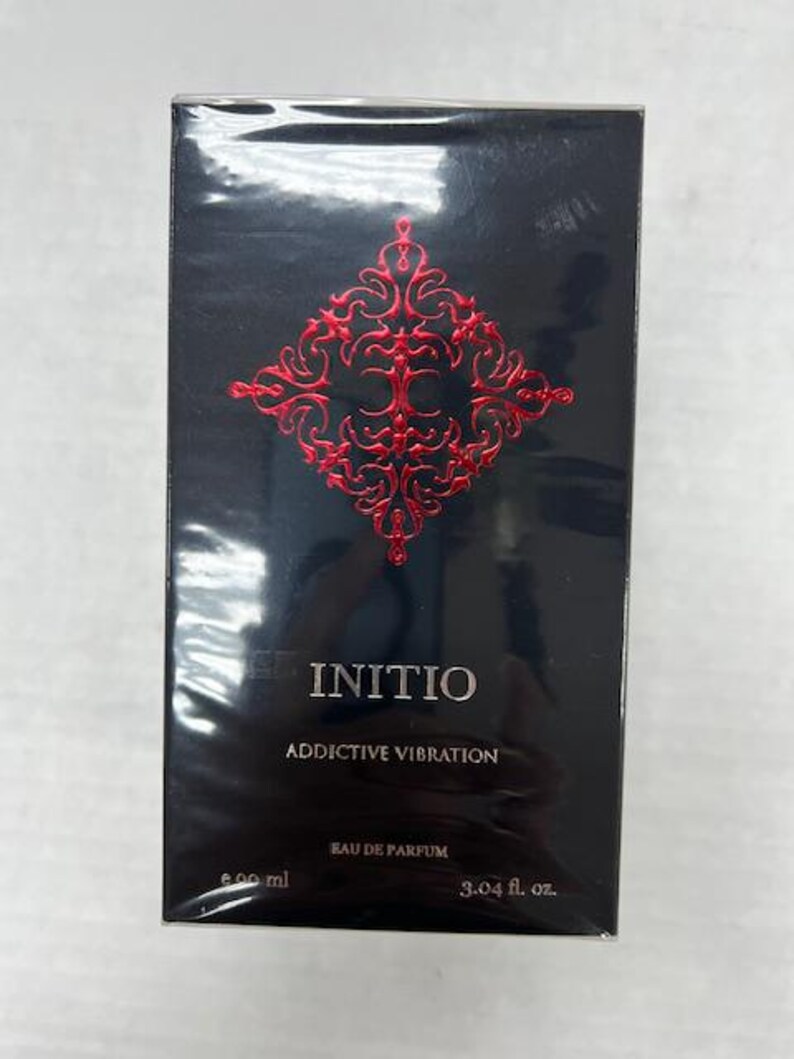 INITIO
ADDICTIVE VIBRATION
EAU DE PARFUM
e 90 ml 3.04 fl. oz.